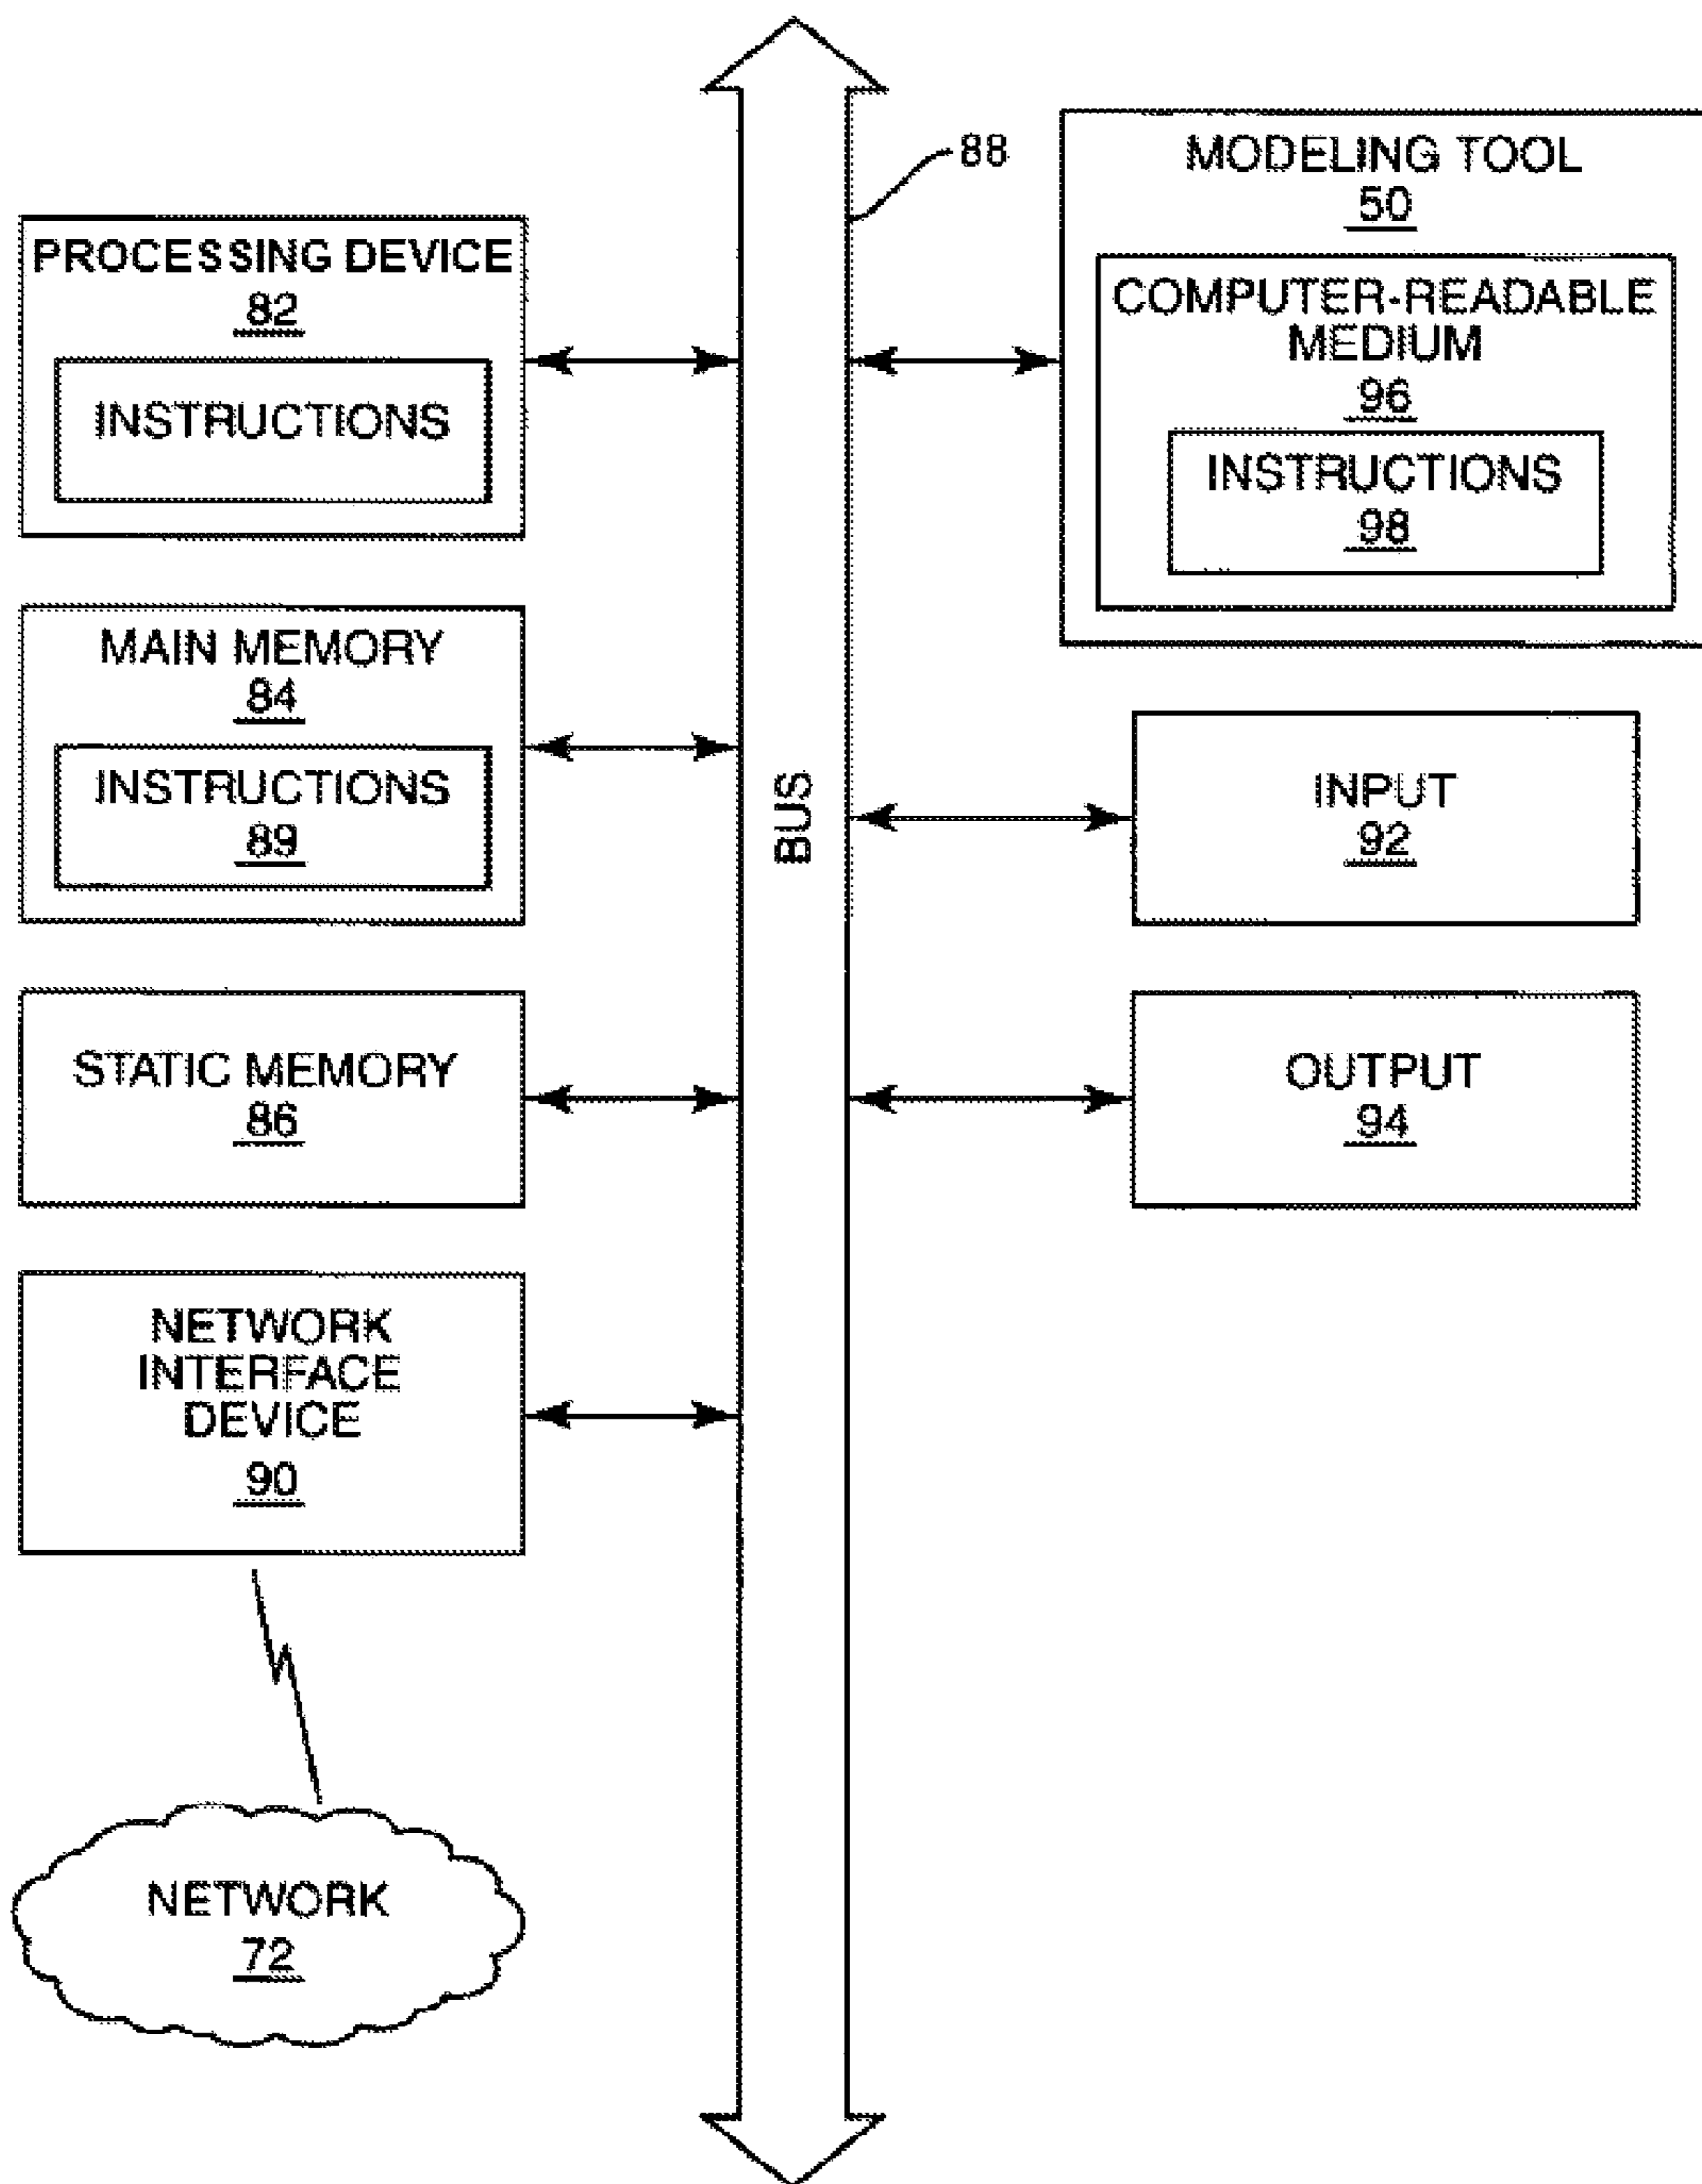 88
MODELING TOOL
50
COMPUTER-READABLE
MEDIUM
96
INSTRUCTIONS
98
PROCESSING DEVICE
82
INSTRUCTIONS
MAIN MEMORY
84
INSTRUCTIONS
89
BUS
INPUT
92
STATIC MEMORY
86
OUTPUT
94
NETWORK
INTERFACE
DEVICE
90
NETWORK
72